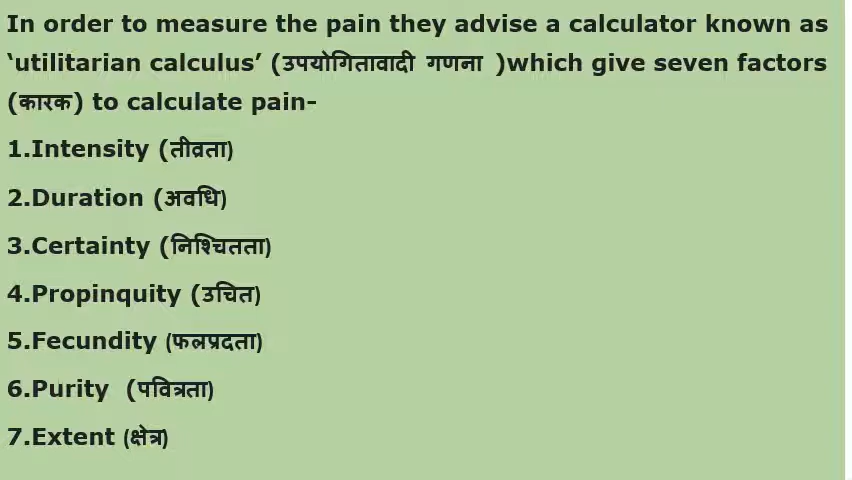 In order to measure the pain they advise a calculator known as
‘utilitarian calculus’ (उपयोगितावादी गणना )which give seven factors
(कारक) to calculate pain-
1.Intensity (तीव्रता)
2.Duration (अवधि)
3.Certainty (निश्चितता)
4.Propinquity (उचित)
5.Fecundity (फलप्रदता)
6.Purity (पवित्रता)
7.Extent (क्षेत्र)